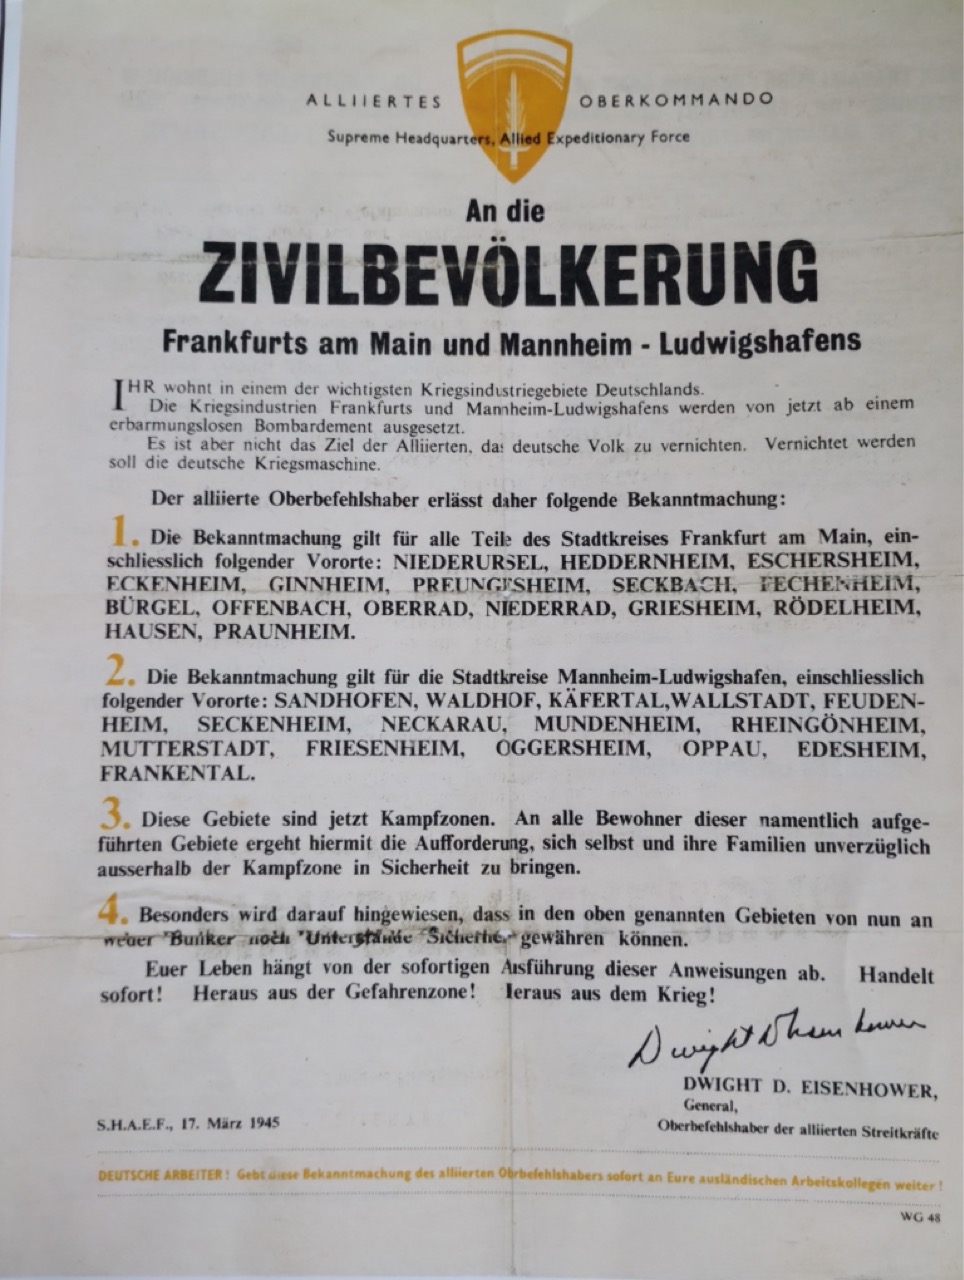 ALLIIERTES OBERKOMMANDO
Supreme Headquarters, Allied Expeditionary Force
An die
ZIVILBEVÖLKERUNG
Frankfurts am Main und Mannheim - Ludwigshafens
IHR wohnt in einem der wichtigsten Kriegsindustriegebiete Deutschlands.
Die Kriegsindustrien Frankfurts und Mannheim-Ludwigshafens werden von jetzt ab einem
erbarmungslosen Bombardement ausgesetzt.
Es ist aber nicht das Ziel der Alliierten, das deutsche Volk zu vernichten. Vernichtet werden
soll die deutsche Kriegsmaschine.
Der alliierte Oberbefehlshaber erlässt daher folgende Bekanntmachung:
1. Die Bekanntmachung gilt für alle Teile des Stadtkreises Frankfurt am Main, ein-
schliesslich folgender Vororte: NIEDERURSEL, HEDDERNHEIM, ESCHERSHEIM,
ECKENHEIM, GINNHEIM, PREUNGESHEIM, SECKBACH, FECHENHEIM,
BÜRGEL, OFFENBACH, OBERRAD, NIEDERRAD, GRIESHEIM, RÖDELHEIM,
HAUSEN, PRAUNHEIM.
2. Die Bekanntmachung gilt für die Stadtkreise Mannheim-Ludwigshafen, einschliesslich
folgender Vororte: SANDHOFEN, WALDHOF, KÄFERTAL,WALLSTADT, FEUDEN-
HEIM, SECKENHEIM, NECKARAU, MUNDENHEIM, RHEINGÖNHEIM,
MUTTERSTADT, FRIESENHEIM, OGGERSHEIM, OPPAU, EDESHEIM,
FRANKENTAL.
3. Diese Gebiete sind jetzt Kampfzonen. An alle Bewohner dieser namentlich aufge-
führten Gebiete ergeht hiermit die Aufforderung, sich selbst und ihre Familien unverzüglich
ausserhalb der Kampfzone in Sicherheit zu bringen.
4. Besonders wird darauf hingewiesen, dass in den oben genannten Gebieten von nun an
weder Bunker noch Unterstände Sicherheit gewähren können.
Euer Leben hängt von der sofortigen Ausführung dieser Anweisungen ab. Handelt
sofort! Heraus aus der Gefahrenzone! Heraus aus dem Krieg!
Dwight D Eisenhower
DWIGHT D. EISENHOWER,
General,
Oberbefehlshaber der alliierten Streitkräfte
S.H.A.E.F., 17. März 1945
DEUTSCHE ARBEITER! Gebt diese Bekanntmachung des alliierten Obrbefehlshabers sofort an Eure ausländischen Arbeitskollegen weiter!
WG 48